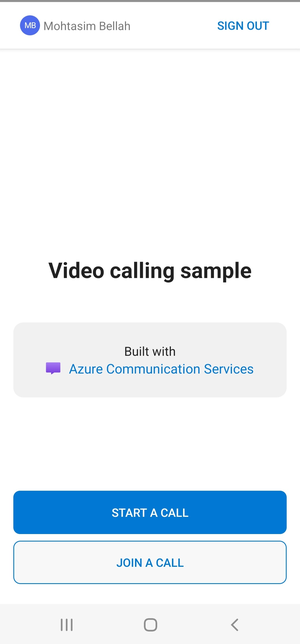 MB Mohtasim Bellah SIGN OUT
Video calling sample
Built with
Azure Communication Services
START A CALL
JOIN A CALL